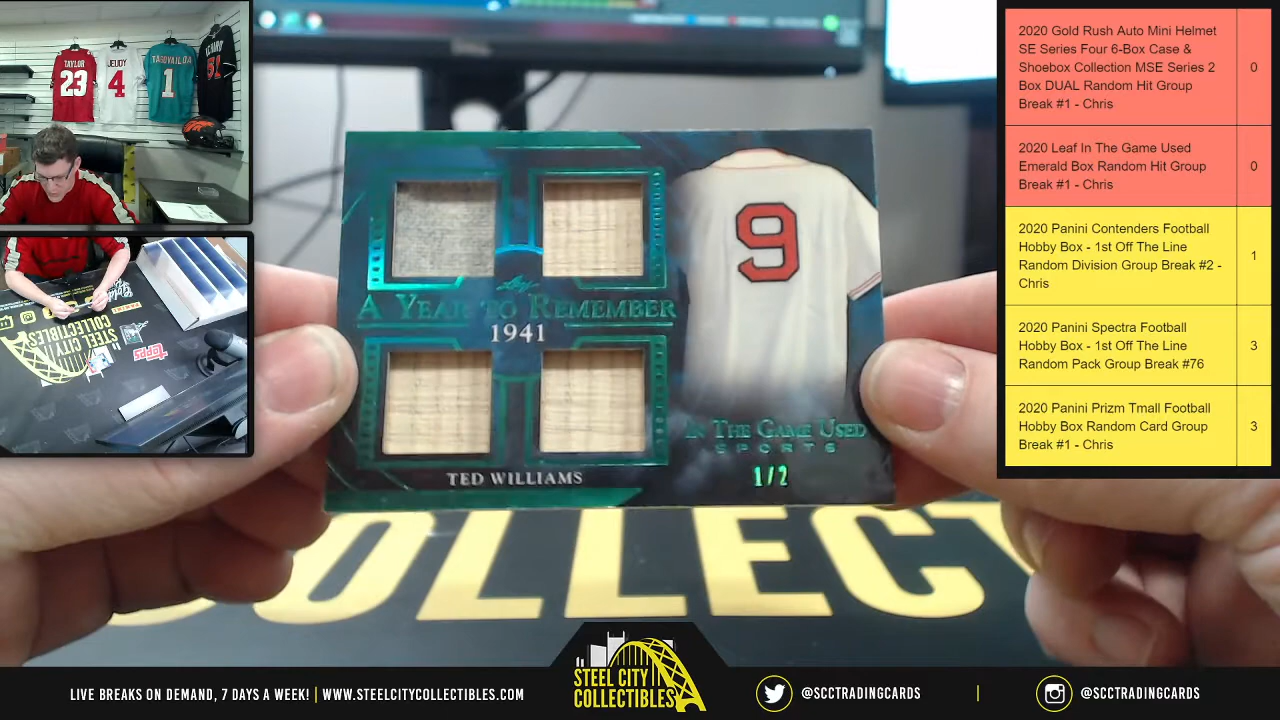 TAYLOR
23
JEUDY
4
TAGOVAILOA
1
51
STEEL CITY
COLLECTIBLES
topps
A YEAR TO REMEMBER
1941
TED WILLIAMS
9
Leaf
IN THE GAME USED
SPORTS
1/2
COLLECT
2020 Gold Rush Auto Mini Helmet
SE Series Four 6-Box Case &
Shoebox Collection MSE Series 2
Box DUAL Random Hit Group
Break #1 - Chris
0
2020 Leaf In The Game Used
Emerald Box Random Hit Group
Break #1 - Chris
0
2020 Panini Contenders Football
Hobby Box - 1st Off The Line
Random Division Group Break #2 -
Chris
1
2020 Panini Spectra Football
Hobby Box - 1st Off The Line
Random Pack Group Break #76
3
2020 Panini Prizm Tmall Football
Hobby Box Random Card Group
Break #1 - Chris
3
LIVE BREAKS ON DEMAND, 7 DAYS A WEEK! | WWW.STEELCITYCOLLECTIBLES.COM
STEEL CITY
COLLECTIBLES
@SCCTRADINGCARDS
@SCCTRADINGCARDS